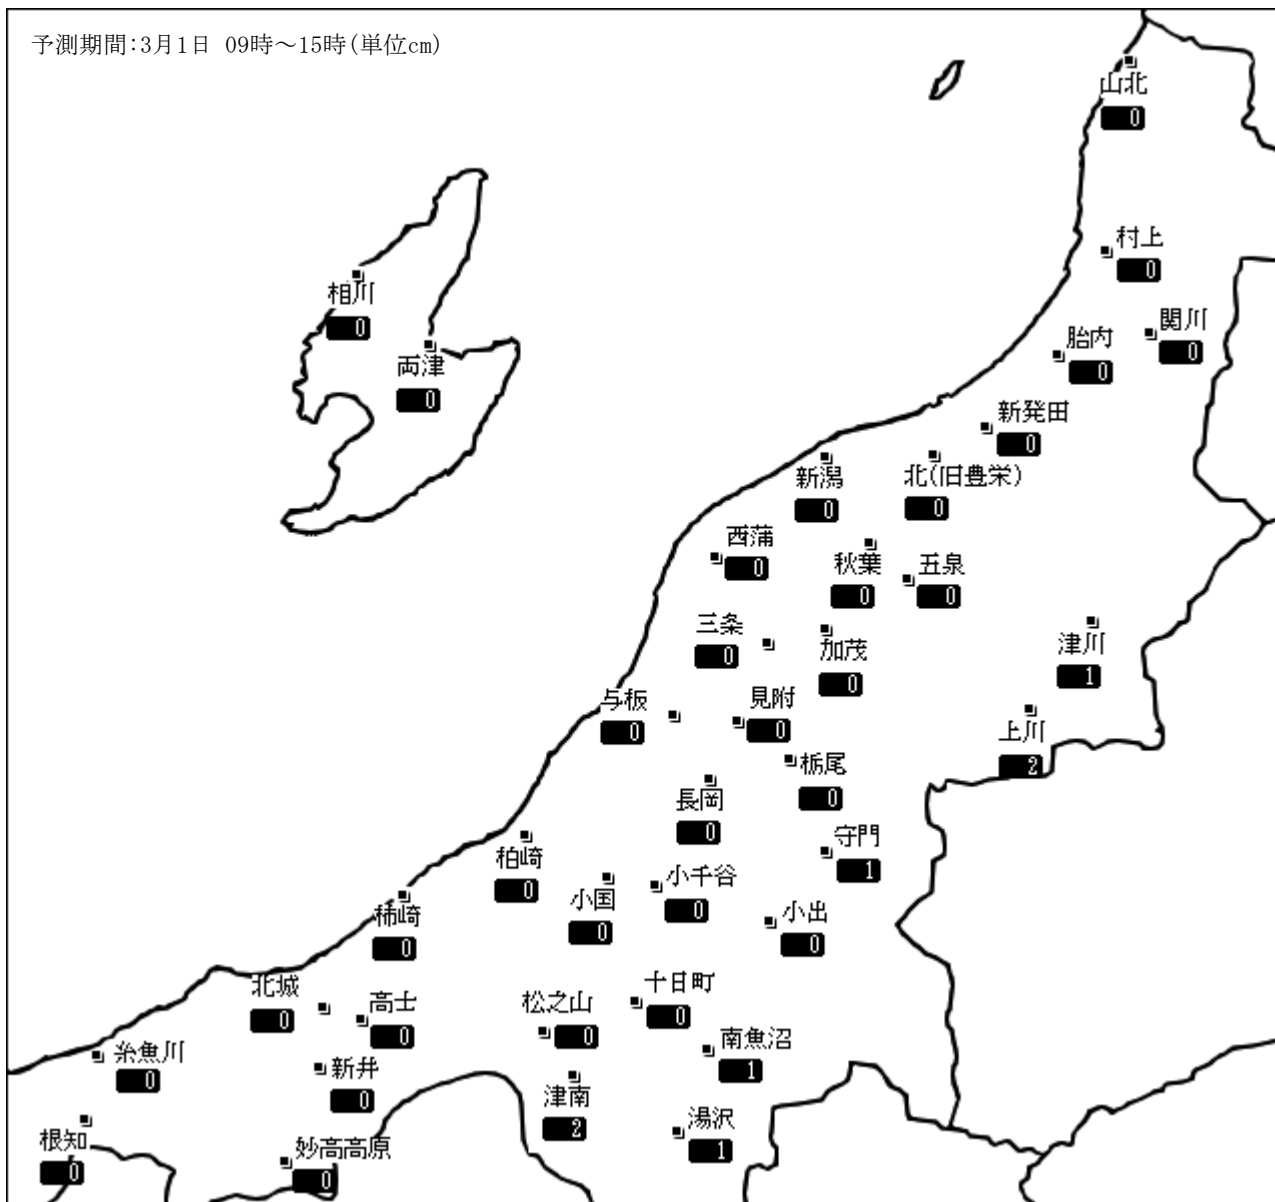 予測期間:3月1日 09時～15時(単位cm)
山北
0
村上
0
相川
0
関川
0
胎内
0
両津
0
新発田
0
新潟
0
北(旧豊栄)
0
西蒲
0
秋葉
0
五泉
0
三条
0
加茂
0
津川
1
与板
0
見附
0
上川
2
栃尾
0
長岡
0
守門
1
柏崎
0
小国
0
小千谷
0
小出
0
柿崎
0
北城
0
高士
0
松之山
0
十日町
0
糸魚川
0
新井
0
南魚沼
1
津南
2
湯沢
1
根知
0
妙高高原
0